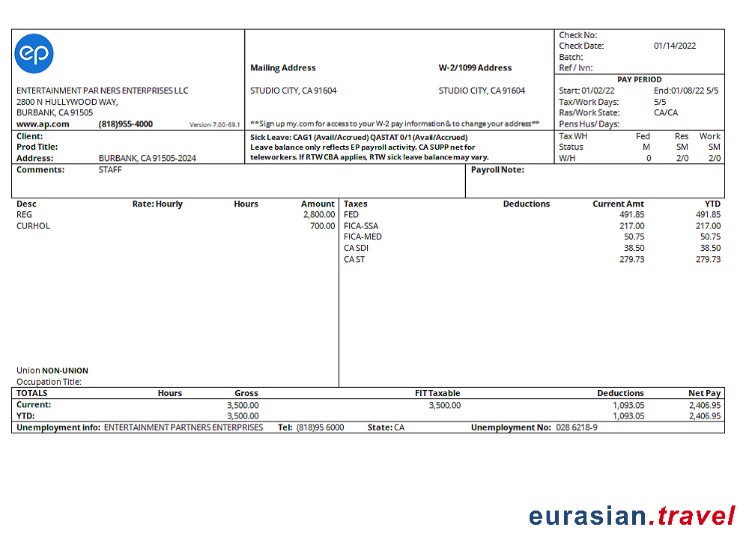 ep
Check No:
Check Date: 01/14/2022
Batch:
Ref / Ivn:
Mailing Address W-2/1099 Address
PAY PERIOD
ENTERTAINMENT PAR NERS ENTERPRISES LLC STUDIO CITY, CA 91604 STUDIO CITY, CA 91604 Start: 01/02/22 End:01/08/22 5/5
2800 N HULLYWOOD WAY, Tax/Work Days: 5/5
BURBANK, CA 91505 Ras/Work State: CA/CA
www.ap.com (818)955-4000 Version-7.00-69.1 **Sign up my.com for access to your W-2 pay information & to change your address** Pens Hus/ Days:
Client: Sick Leave: CAG1 (Avail/Accrued) QASTAT 0/1 (Avail/Accrued) Tax WH Fed Res Work
Prod Title: Leave balance only reflects EP payroll activity. CA SUPP net for Status M SM SM
Address: BURBANK, CA 91505-2024 teleworkers. If RTW CBA applies, RTW sick leave balance may vary. W/H 0 2/0 2/0
Comments: STAFF Payroll Note:
Desc Rate: Hourly Hours Amount Taxes Deductions Current Amt YTD
REG 2,800.00 FED 491.85 491.85
CURHOL 700.00 FICA-SSA 217.00 217.00
FICA-MED 50.75 50.75
CA SDI 38.50 38.50
CA ST 279.73 279.73
Union NON-UNION
Occupation Title:
TOTALS Hours Gross FIT Taxable Deductions Net Pay
Current: 3,500.00 3,500.00 1,093.05 2,406.95
YTD: 3,500.00 1,093.05 2,406.95
Unemployment info: ENTERTAINMENT PARTNERS ENTERPRISES Tel: (818)95 6000 State: CA Unemployment No: 028 6218-9
eurasian.travel